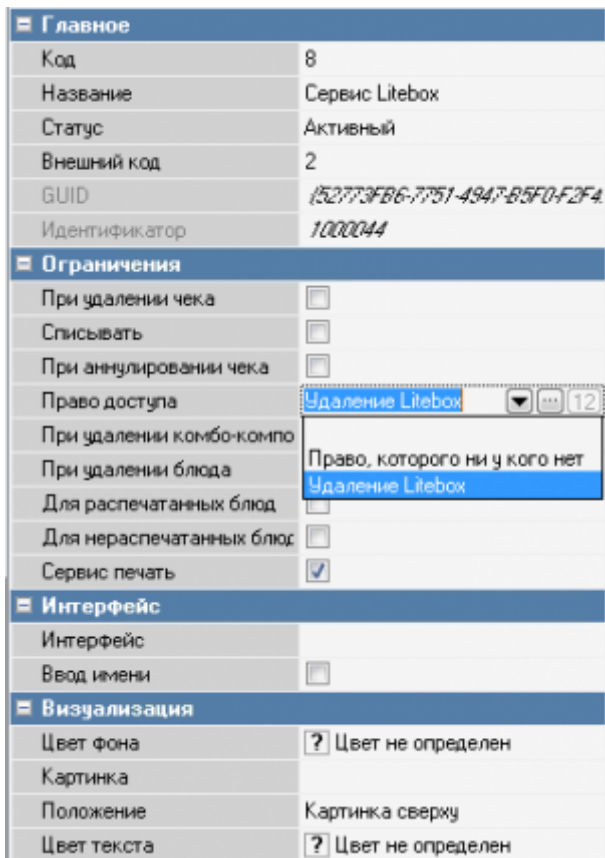 Главное
Код 8
Название Сервис Litebox
Статус Активный
Внешний код 2
GUID {52773FB6-7751-4947-B5F0-F2F4
Идентификатор 1000044
Ограничения
При удалении чека
Списывать
При аннулировании чека
Право доступа Удаление Litebox 12
При удалении комбо-компо
Право, которого ни у кого нет
При удалении блюда
Удаление Litebox
Для распечатанных блюд
Для нераспечатанных блюд
Сервис печать
Интерфейс
Интерфейс
Ввод имени
Визуализация
Цвет фона ? Цвет не определен
Картинка
Положение Картинка сверху
Цвет текста ? Цвет не определен